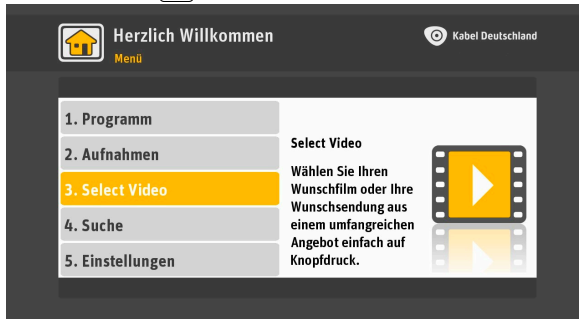 Herzlich Willkommen
Menü
Kabel Deutschland
1. Programm
2. Aufnahmen
3. Select Video
4. Suche
5. Einstellungen
Select Video
Wählen Sie Ihren
Wunschfilm oder Ihre
Wunschsendung aus
einem umfangreichen
Angebot einfach auf
Knopfdruck.